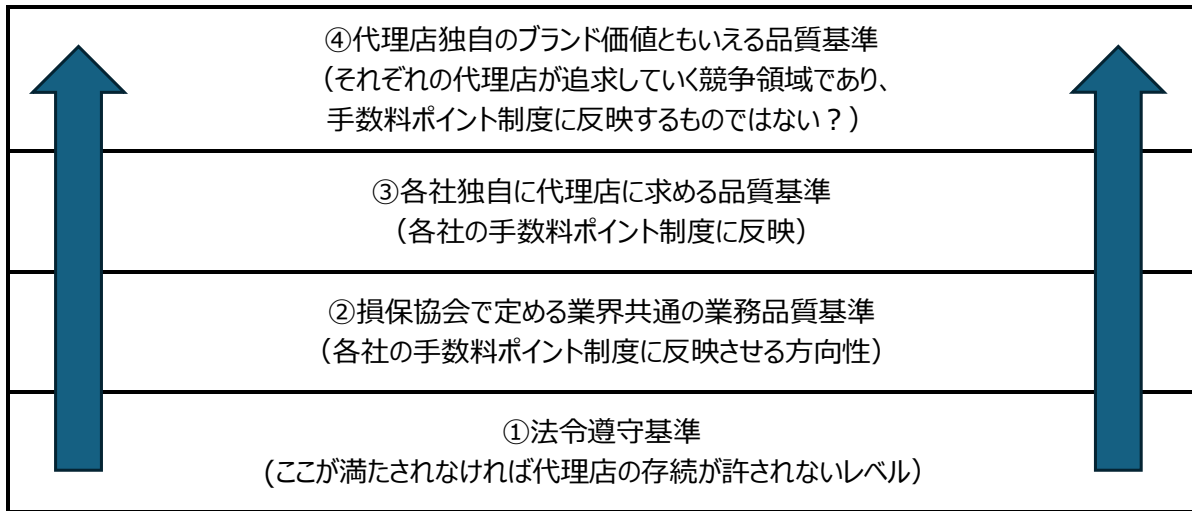 ④代理店独自のブランド価値ともいえる品質基準
（それぞれの代理店が追求していく競争領域であり、
手数料ポイント制度に反映するものではない？）
③各社独自に代理店に求める品質基準
（各社の手数料ポイント制度に反映）
②損保協会で定める業界共通の業務品質基準
（各社の手数料ポイント制度に反映させる方向性）
①法令遵守基準
(ここが満たされなければ代理店の存続が許されないレベル）